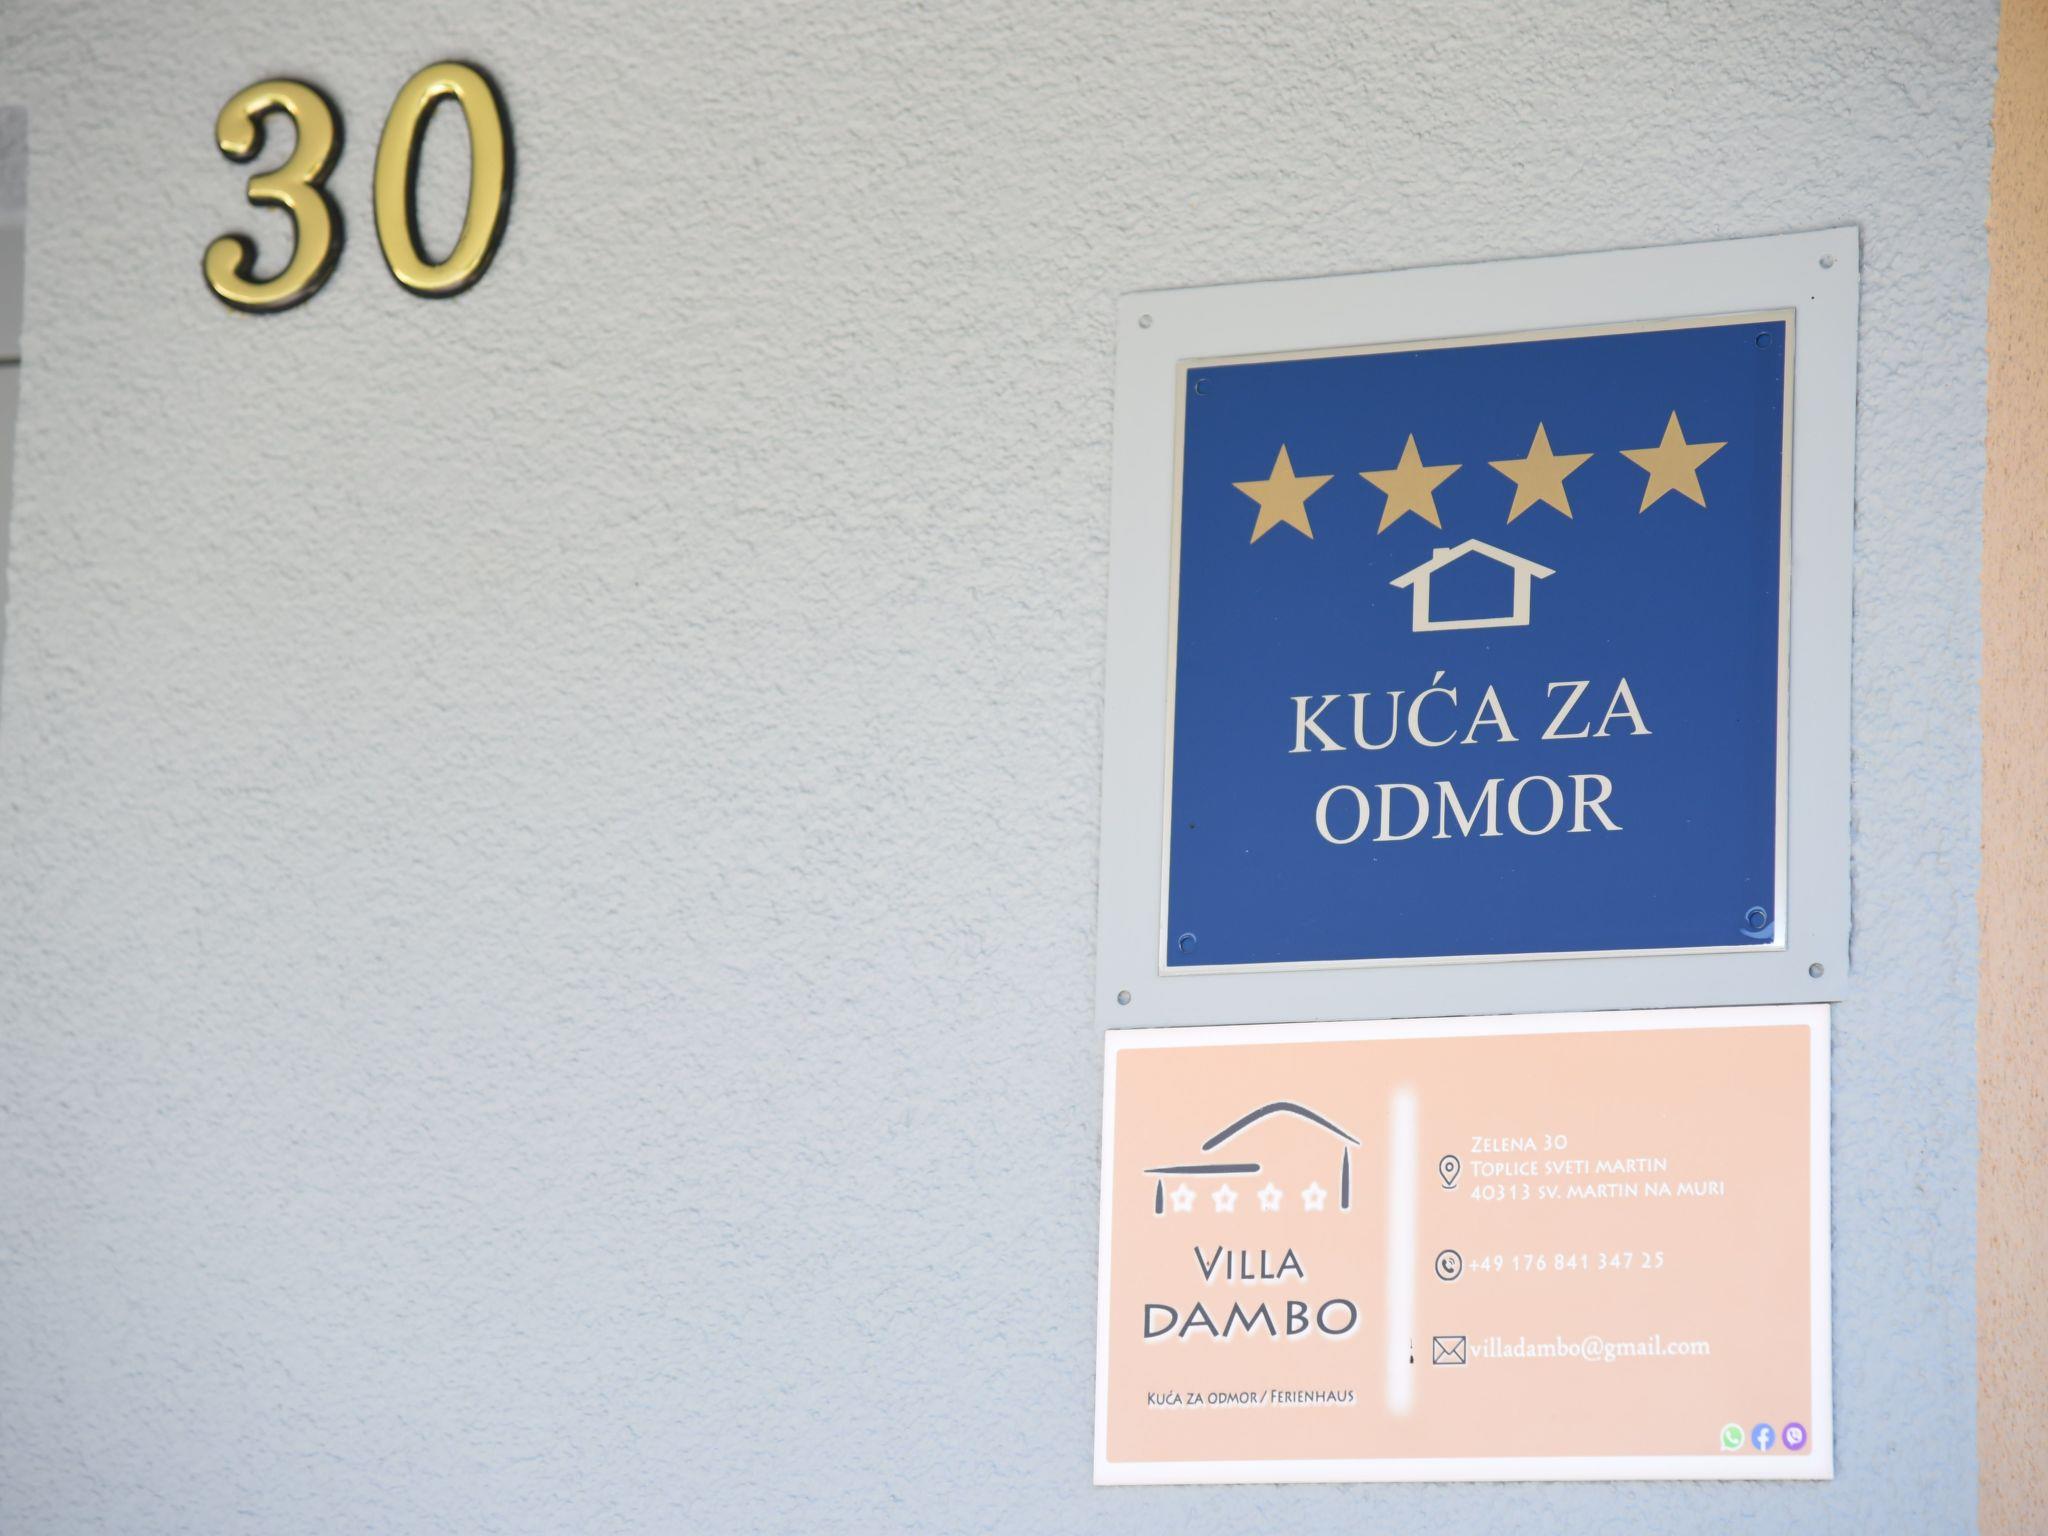 30
KUĆA ZA
ODMOR
VILLA
DAMBO
KUĆA ZA ODMOR / FERIENHAUS
ZELENA 30
TOPLICE SVETI MARTIN
40313 SV. MARTIN NA MURI
+49 176 841 347 25
villadambo@gmail.com